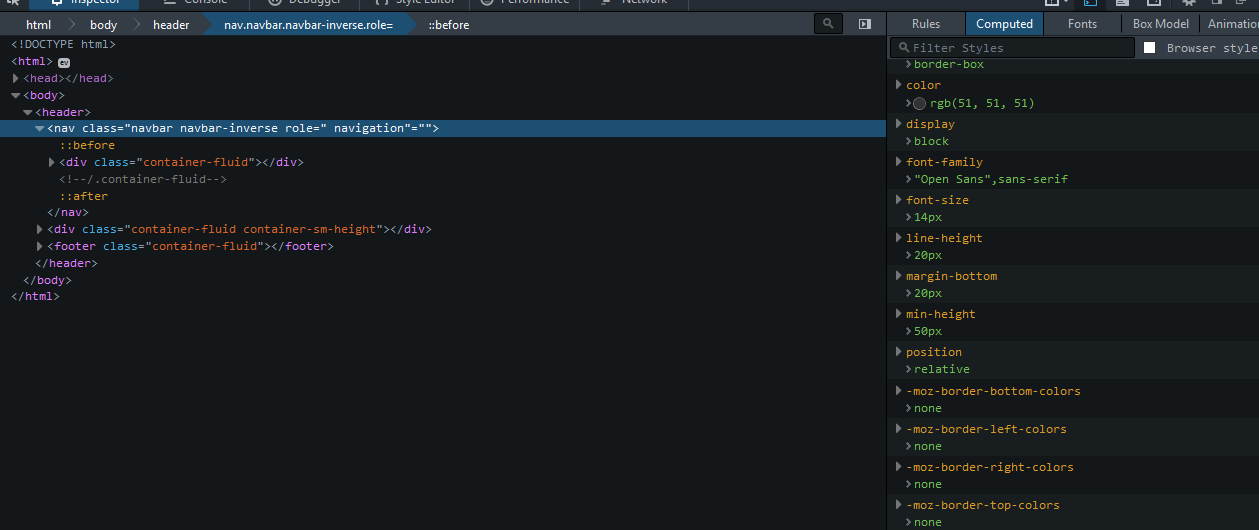 Inspector Console Debugger Style Editor Performance Network
html body header nav.navbar.navbar-inverse.role= ::before
Rules Computed Fonts Box Model Animation
<!DOCTYPE html>
<html> ev
<head></head>
<body>
<header>
<nav class="navbar navbar-inverse role=" navigation"="">
::before
<div class="container-fluid"></div>
<!--/.container-fluid-->
::after
</nav>
<div class="container-fluid container-sm-height"></div>
<footer class="container-fluid"></footer>
</header>
</body>
</html>
Filter Styles Browser style
border-box
color
rgb(51, 51, 51)
display
block
font-family
"Open Sans",sans-serif
font-size
14px
line-height
20px
margin-bottom
20px
min-height
50px
position
relative
-moz-border-bottom-colors
none
-moz-border-left-colors
none
-moz-border-right-colors
none
-moz-border-top-colors
none